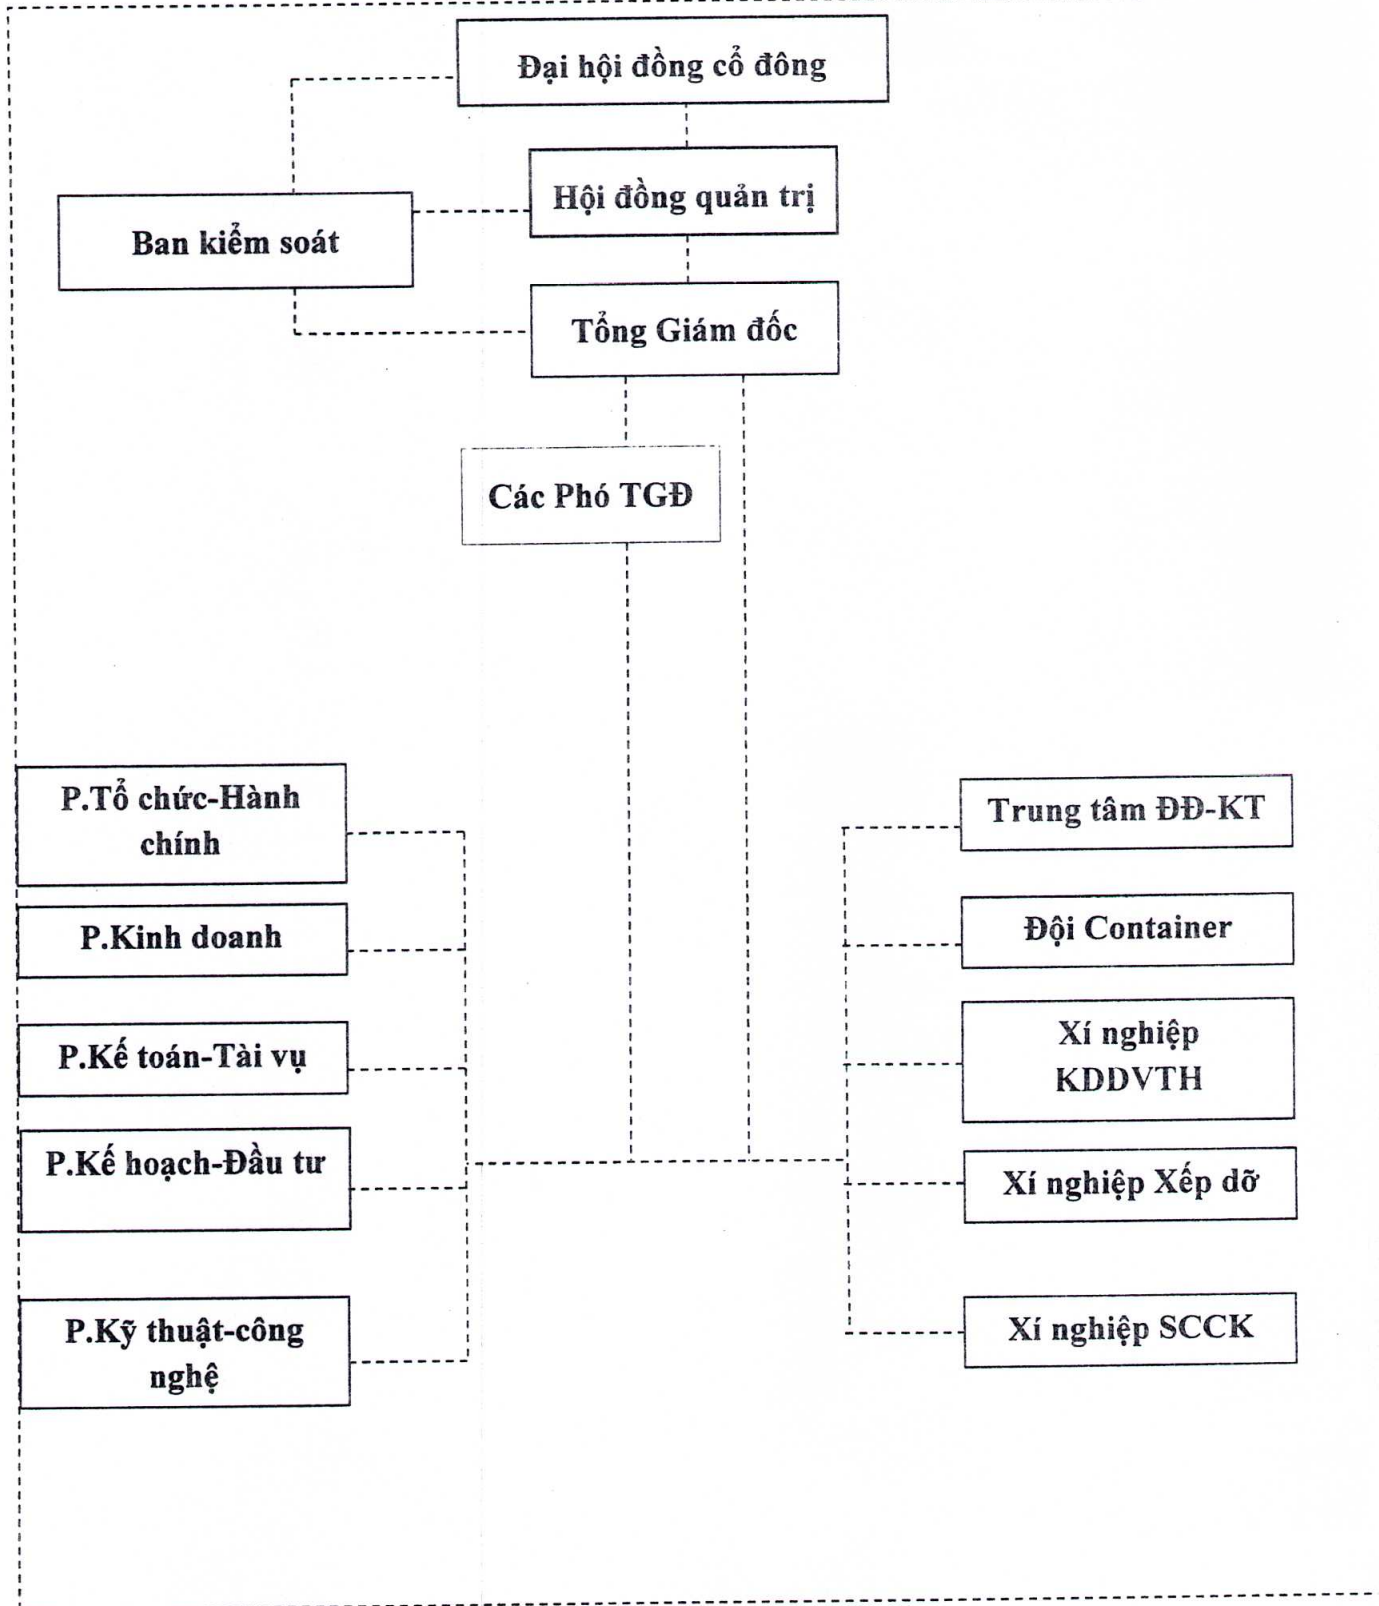 Đại hội đồng cổ đông
Hội đồng quản trị
Ban kiểm soát
Tổng Giám đốc
Các Phó TGĐ
P.Tổ chức-Hành
chính
P.Kinh doanh
P.Kế toán-Tài vụ
P.Kế hoạch-Đầu tư
P.Kỹ thuật-công
nghệ
Trung tâm ĐĐ-KT
Đội Container
Xí nghiệp
KDDVTH
Xí nghiệp Xếp dỡ
Xí nghiệp SCCK